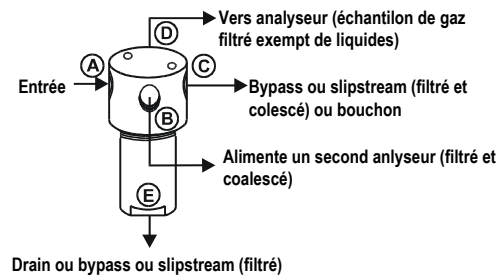 Vers analyseur (échantilon de gaz
filtré exempt de liquides)
D
A
C
Entrée
Bypass ou slipstream (filtré et
colescé) ou bouchon
B
Alimente un second anlyseur (filtré et
coalescé)
E
Drain ou bypass ou slipstream (filtré)